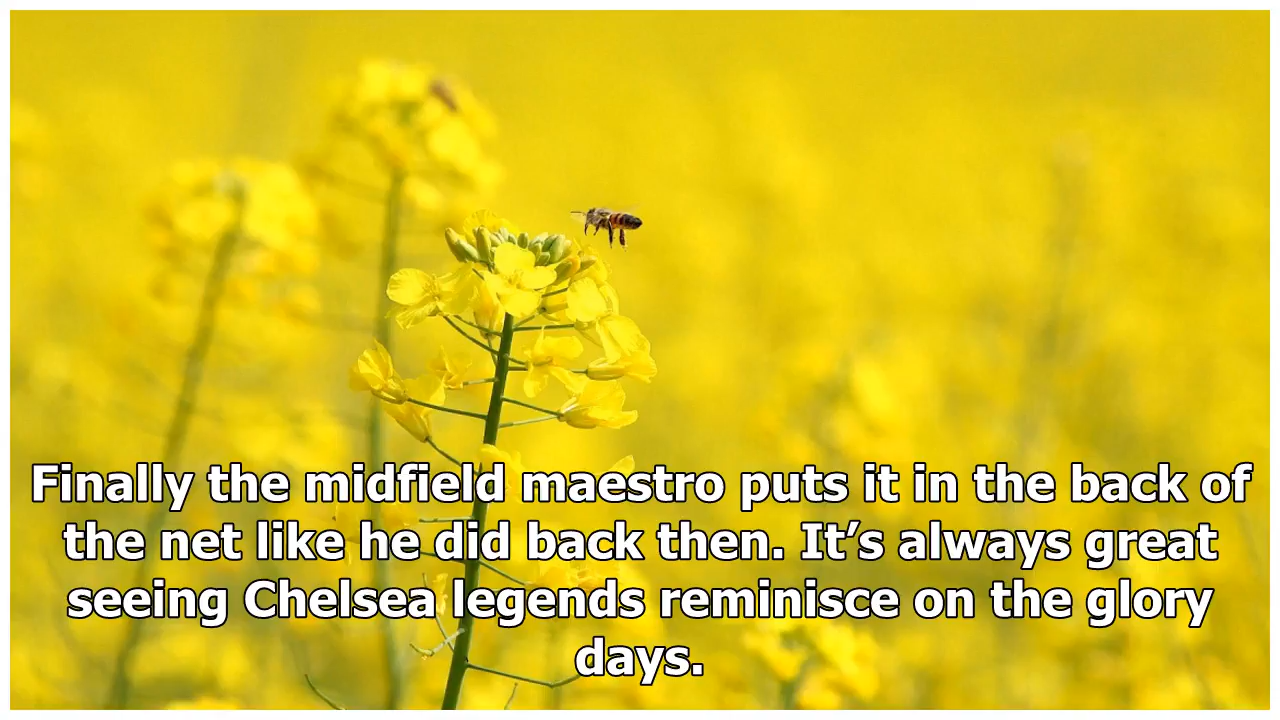 Finally the midfield maestro puts it in the back of
the net like he did back then. It’s always great
seeing Chelsea legends reminisce on the glory
days.